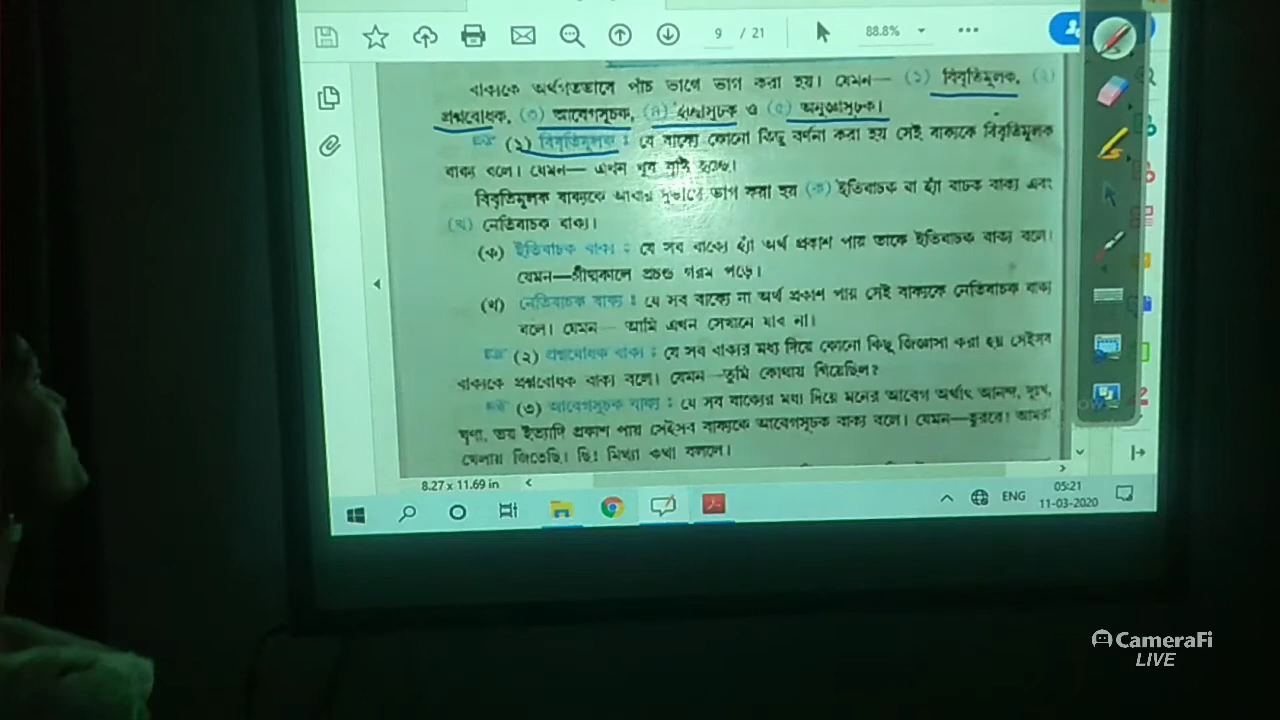 9 / 21
88.8%
বাক্যকে অর্থগতভাবে পাঁচ ভাগে ভাগ করা হয়। যেমন— (১) বিবৃতিমূলক, (২)
প্রশ্নবোধক, (৩) আবেগসূচক, (৪) ইচ্ছাসূচক ও (৫) অনুজ্ঞাসূচক।
(১) বিবৃতিমূলক : যে বাক্যে কোনো কিছু বর্ণনা করা হয় সেই বাক্যকে বিবৃতিমূলক
বাক্য বলে। যেমন— এখন খুব বৃষ্টি হচ্ছে।
বিবৃতিমূলক বাক্যকে আবার দুভাগে ভাগ করা হয় (ক) ইতিবাচক বা হ্যাঁ বাচক বাক্য এবং
(খ) নেতিবাচক বাক্য।
(ক) ইতিবাচক বাক্য : যে সব বাক্যে হ্যাঁ অর্থ প্রকাশ পায় তাকে ইতিবাচক বাক্য বলে।
যেমন—গ্রীষ্মকালে প্রচন্ড গরম পড়ে।
(খ) নেতিবাচক বাক্য : যে সব বাক্যে না অর্থ প্রকাশ পায় সেই বাক্যকে নেতিবাচক বাক্য
বলে। যেমন— আমি এখন সেখানে যাব না।
(২) প্রশ্নবোধক বাক্য : যে সব বাক্যর মধ্য দিয়ে কোনো কিছু জিজ্ঞাসা করা হয় সেইসব
বাক্যকে প্রশ্নবোধক বাক্য বলে। যেমন—তুমি কোথায় গিয়েছিলে?
(৩) আবেগসূচক বাক্য : যে সব বাক্যের মধ্য দিয়ে মনের আবেগ অর্থাৎ আনন্দ, দুঃখ,
ঘৃণা, ভয় ইত্যাদি প্রকাশ পায় সেইসব বাক্যকে আবেগসূচক বাক্য বলে। যেমন—হুররে! আমরা
খেলায় জিতেছি। ছি! মিথ্যা কথা বললে।
8.27 x 11.69 in
ENG
05:21
11-03-2020
CameraFi
LIVE